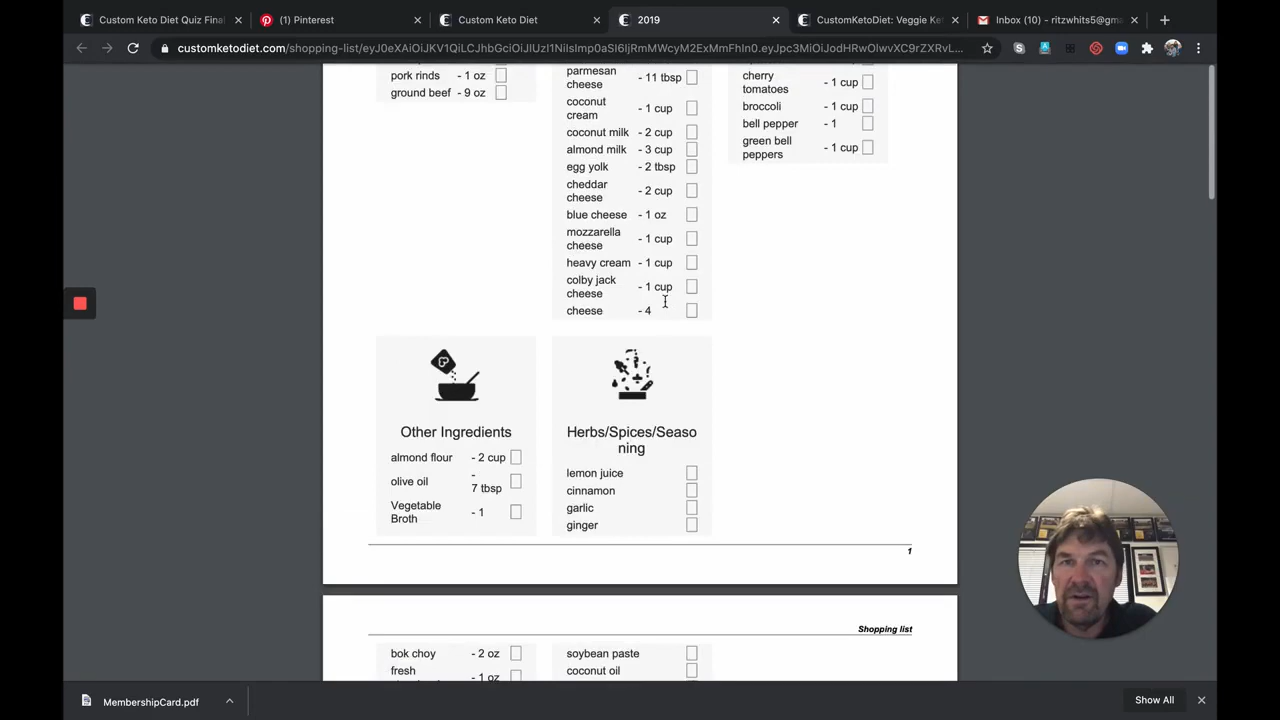 Custom Keto Diet Quiz Final
(1) Pinterest
Custom Keto Diet
2019
CustomKetoDiet: Veggie Ke
Inbox (10) - ritzwhits5@gma
customketodiet.com/shopping-list/
pork rinds - 1 oz
ground beef - 9 oz
parmesan
cheese - 11 tbsp
coconut
cream - 1 cup
coconut milk - 2 cup
almond milk - 3 cup
egg yolk - 2 tbsp
cheddar
cheese - 2 cup
blue cheese - 1 oz
mozzarella
cheese - 1 cup
heavy cream - 1 cup
colby jack
cheese - 1 cup
cheese - 4
cherry
tomatoes - 1 cup
broccoli - 1 cup
bell pepper - 1
green bell
peppers - 1 cup
Other Ingredients
almond flour - 2 cup
olive oil -
7 tbsp
Vegetable
Broth - 1
Herbs/Spices/Seaso
ning
lemon juice
cinnamon
garlic
ginger
1
Shopping list
bok choy - 2 oz
fresh
- 1 oz
soybean paste
coconut oil
MembershipCard.pdf
Show All